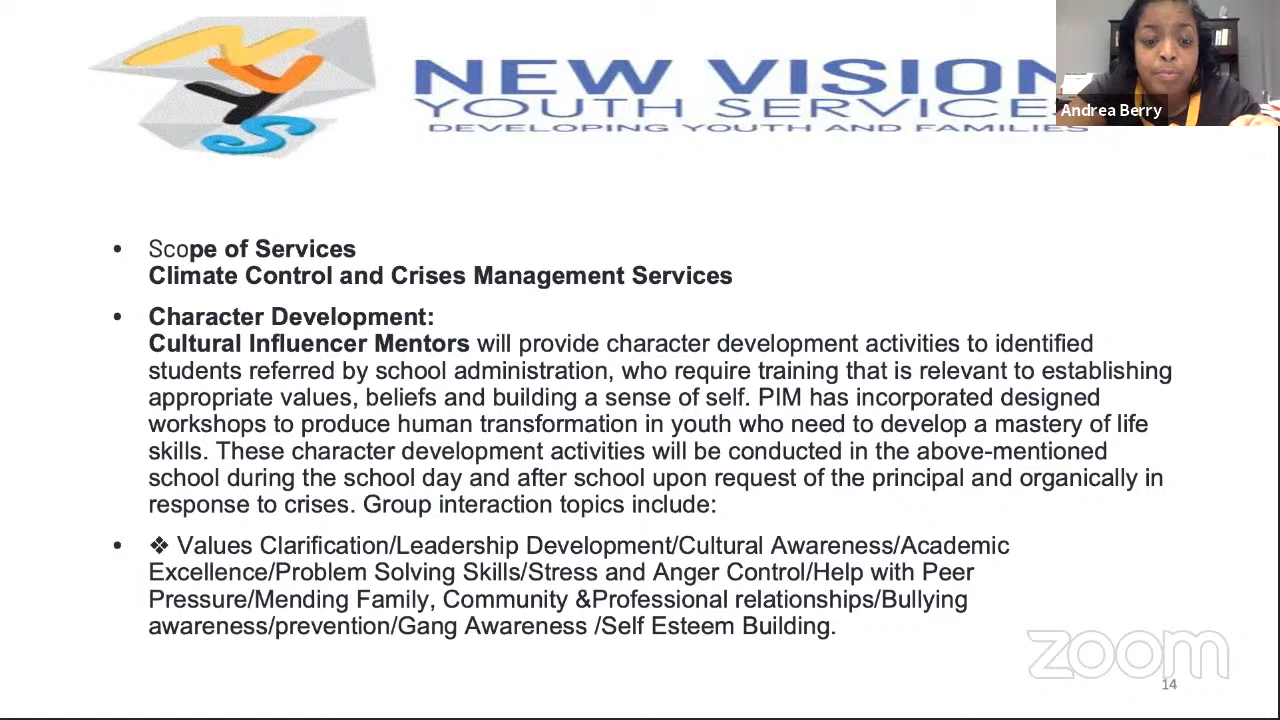 NYS
NEW VISION
YOUTH SERVICES
DEVELOPING YOUTH AND FAMILIES
Andrea Berry
• Scope of Services
Climate Control and Crises Management Services
• Character Development:
Cultural Influencer Mentors will provide character development activities to identified
students referred by school administration, who require training that is relevant to establishing
appropriate values, beliefs and building a sense of self. PIM has incorporated designed
workshops to produce human transformation in youth who need to develop a mastery of life
skills. These character development activities will be conducted in the above-mentioned
school during the school day and after school upon request of the principal and organically in
response to crises. Group interaction topics include:
• ❖ Values Clarification/Leadership Development/Cultural Awareness/Academic
Excellence/Problem Solving Skills/Stress and Anger Control/Help with Peer
Pressure/Mending Family, Community &Professional relationships/Bullying
awareness/prevention/Gang Awareness /Self Esteem Building.
zoom
14